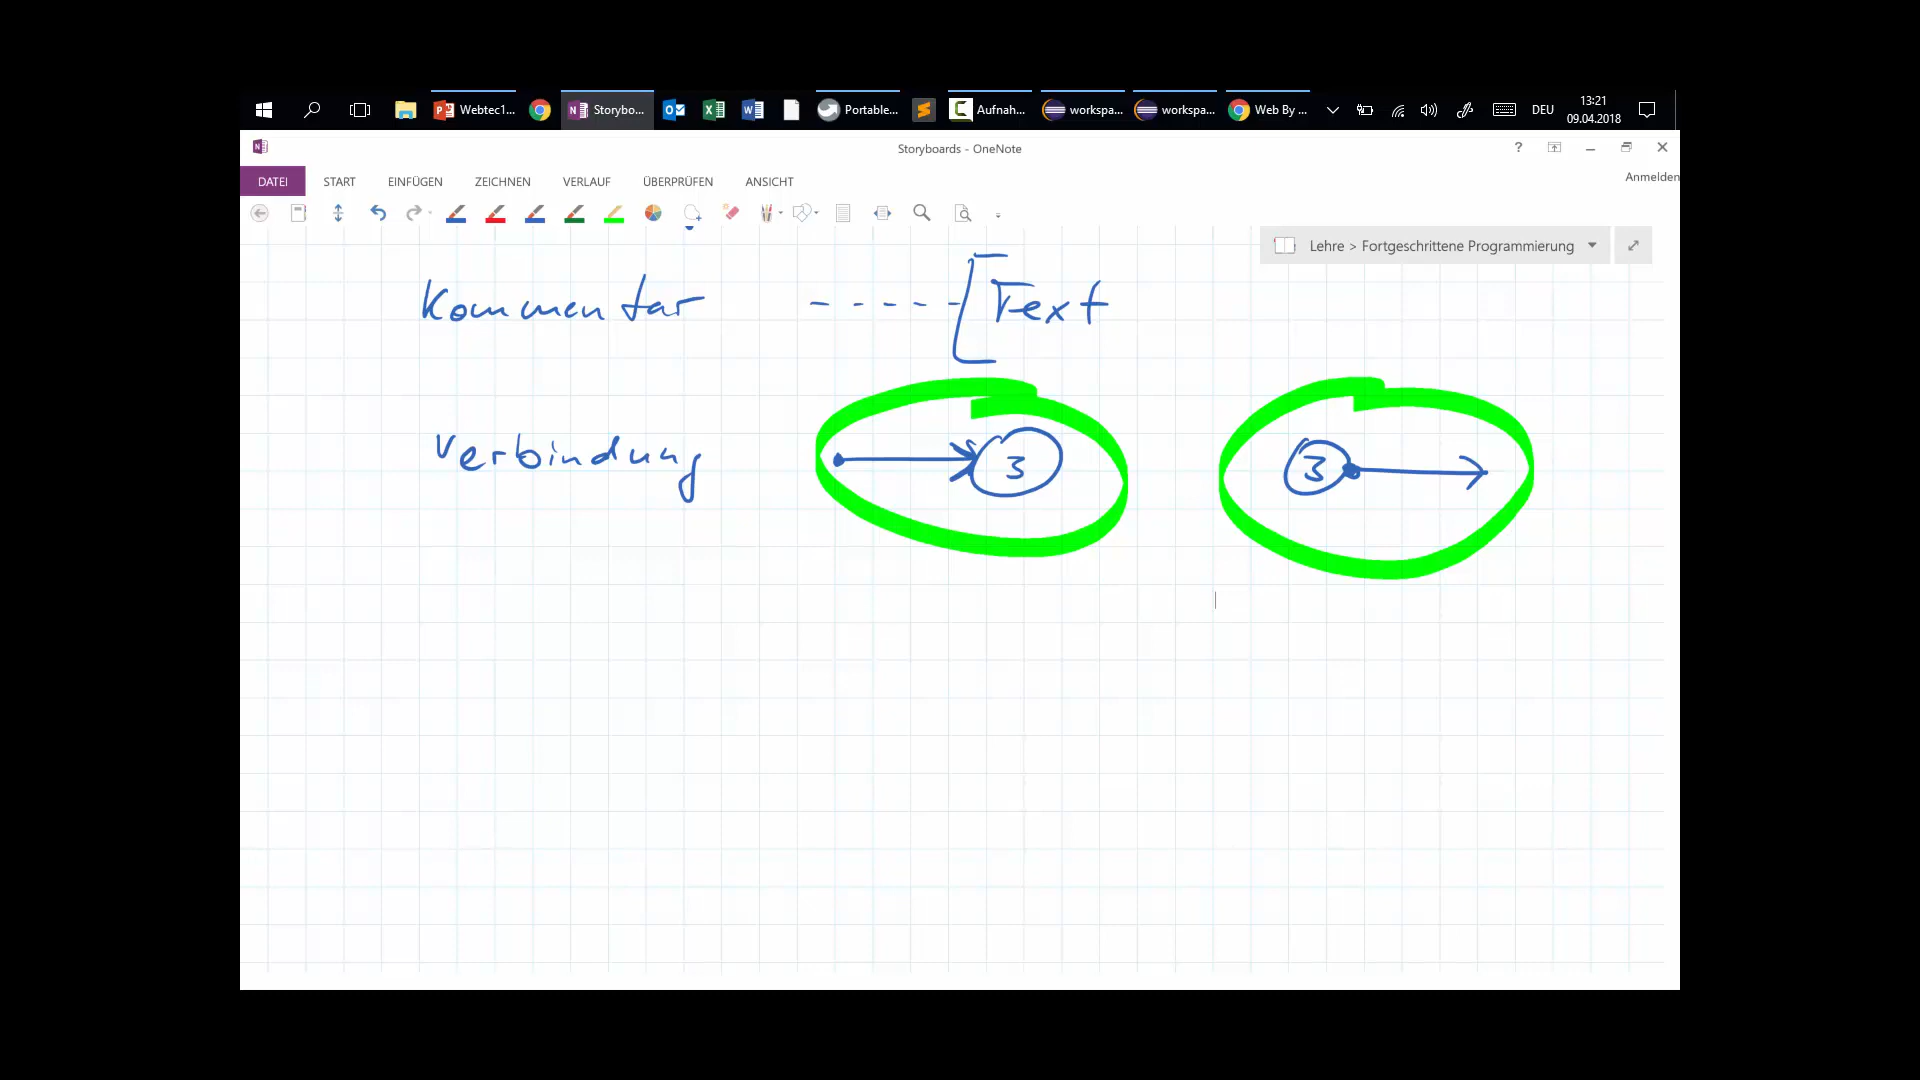 Webtec1...
Storybo...
Portable...
Aufnah...
workspa...
workspa...
Web By ...
DEU
13:21
09.04.2018
Storyboards - OneNote
?
Anmelden
DATEI
START
EINFÜGEN
ZEICHNEN
VERLAUF
ÜBERPRÜFEN
ANSICHT
Lehre > Fortgeschrittene Programmierung
Kommentar
Text
Verbindung
3
3